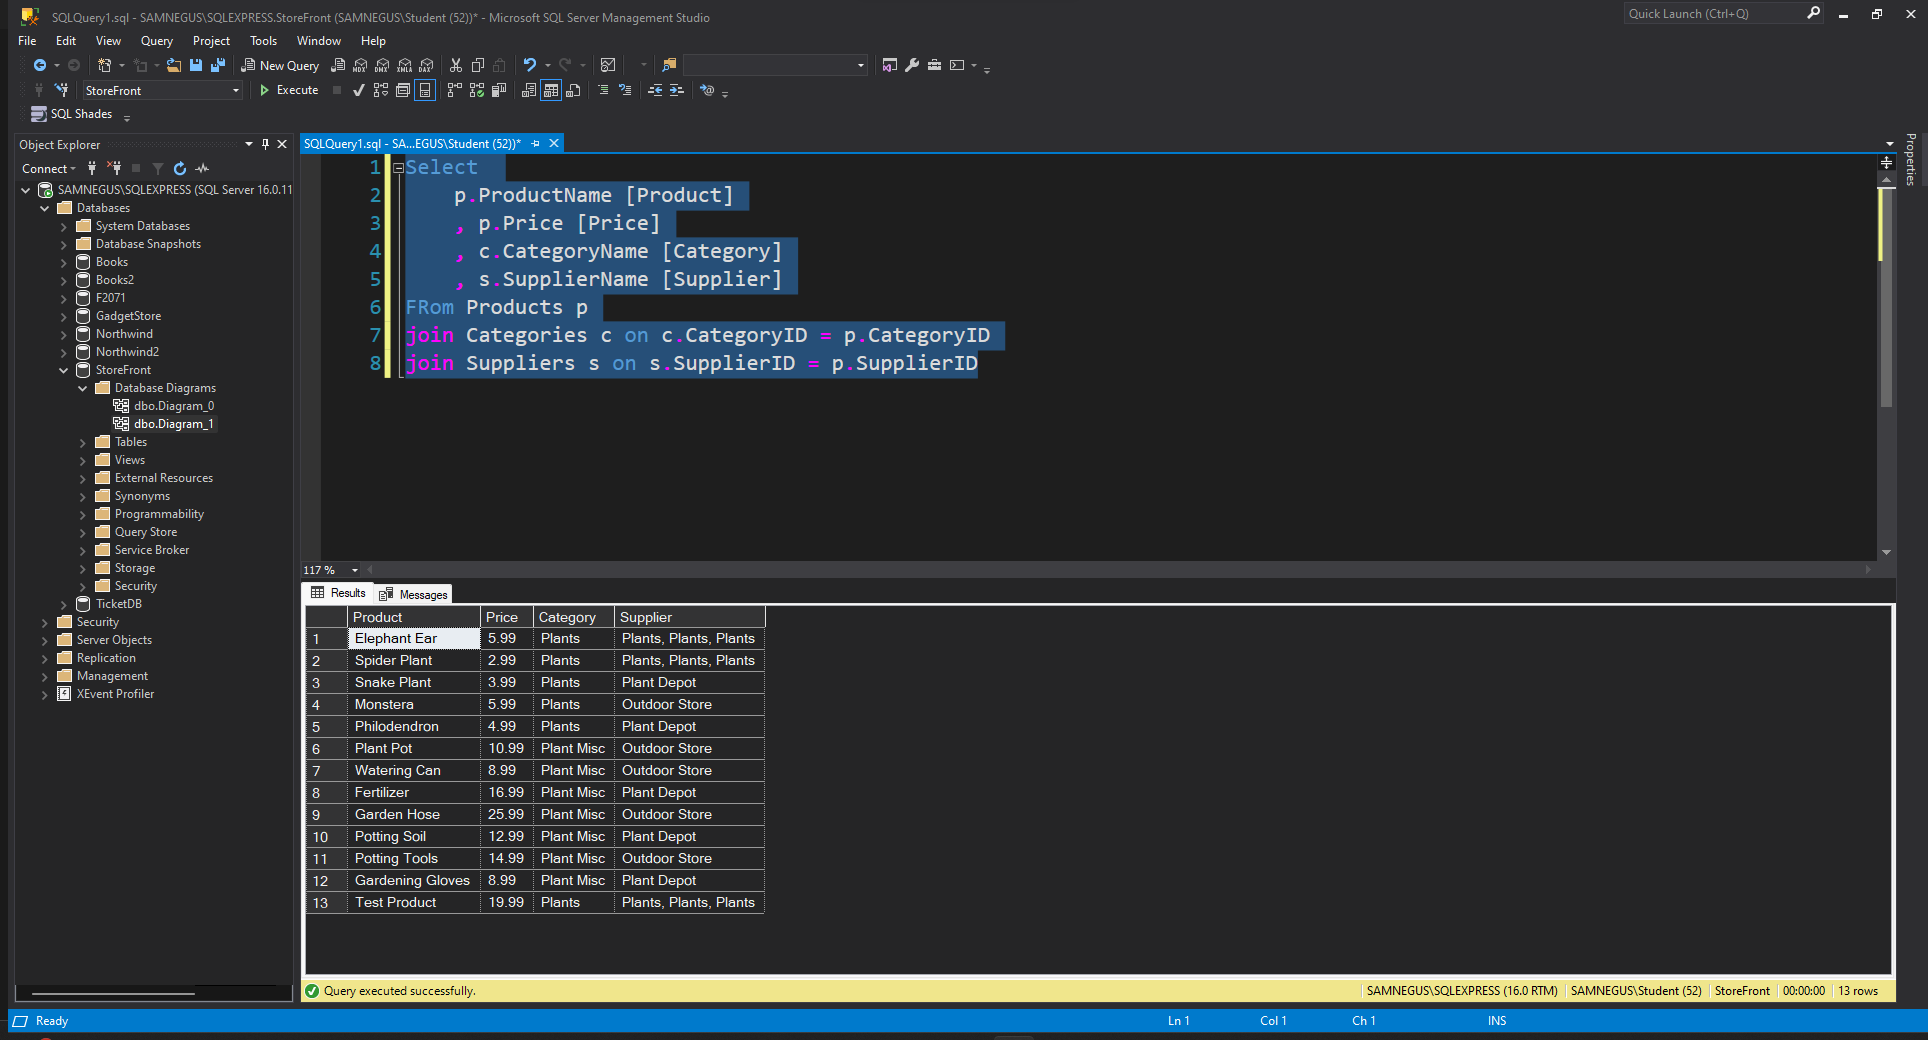 SQLQuery1.sql - SAMNEGUS\SQLEXPRESS.StoreFront (SAMNEGUS\Student (52))* - Microsoft SQL Server Management Studio
Quick Launch (Ctrl+Q)
File Edit View Query Project Tools Window Help
New Query MDX DMX XMLA DAX
StoreFront Execute
SQL Shades
Object Explorer
Connect
SAMNEGUS\SQLEXPRESS (SQL Server 16.0.11
Databases
System Databases
Database Snapshots
Books
Books2
F2071
GadgetStore
Northwind
Northwind2
StoreFront
Database Diagrams
dbo.Diagram_0
dbo.Diagram_1
Tables
Views
External Resources
Synonyms
Programmability
Query Store
Service Broker
Storage
Security
TicketDB
Security
Server Objects
Replication
Management
XEvent Profiler
SQLQuery1.sql - SA...EGUS\Student (52))*
1 Select
2 p.ProductName [Product]
3 , p.Price [Price]
4 , c.CategoryName [Category]
5 , s.SupplierName [Supplier]
6 FRom Products p
7 join Categories c on c.CategoryID = p.CategoryID
8 join Suppliers s on s.SupplierID = p.SupplierID
Properties
117 %
Results Messages
Product Price Category Supplier
1 Elephant Ear 5.99 Plants Plants, Plants, Plants
2 Spider Plant 2.99 Plants Plants, Plants, Plants
3 Snake Plant 3.99 Plants Plant Depot
4 Monstera 5.99 Plants Outdoor Store
5 Philodendron 4.99 Plants Plant Depot
6 Plant Pot 10.99 Plant Misc Outdoor Store
7 Watering Can 8.99 Plant Misc Outdoor Store
8 Fertilizer 16.99 Plant Misc Plant Depot
9 Garden Hose 25.99 Plant Misc Outdoor Store
10 Potting Soil 12.99 Plant Misc Plant Depot
11 Potting Tools 14.99 Plant Misc Outdoor Store
12 Gardening Gloves 8.99 Plant Misc Plant Depot
13 Test Product 19.99 Plants Plants, Plants, Plants
Query executed successfully. SAMNEGUS\SQLEXPRESS (16.0 RTM) SAMNEGUS\Student (52) StoreFront 00:00:00 13 rows
Ready Ln 1 Col 1 Ch 1 INS